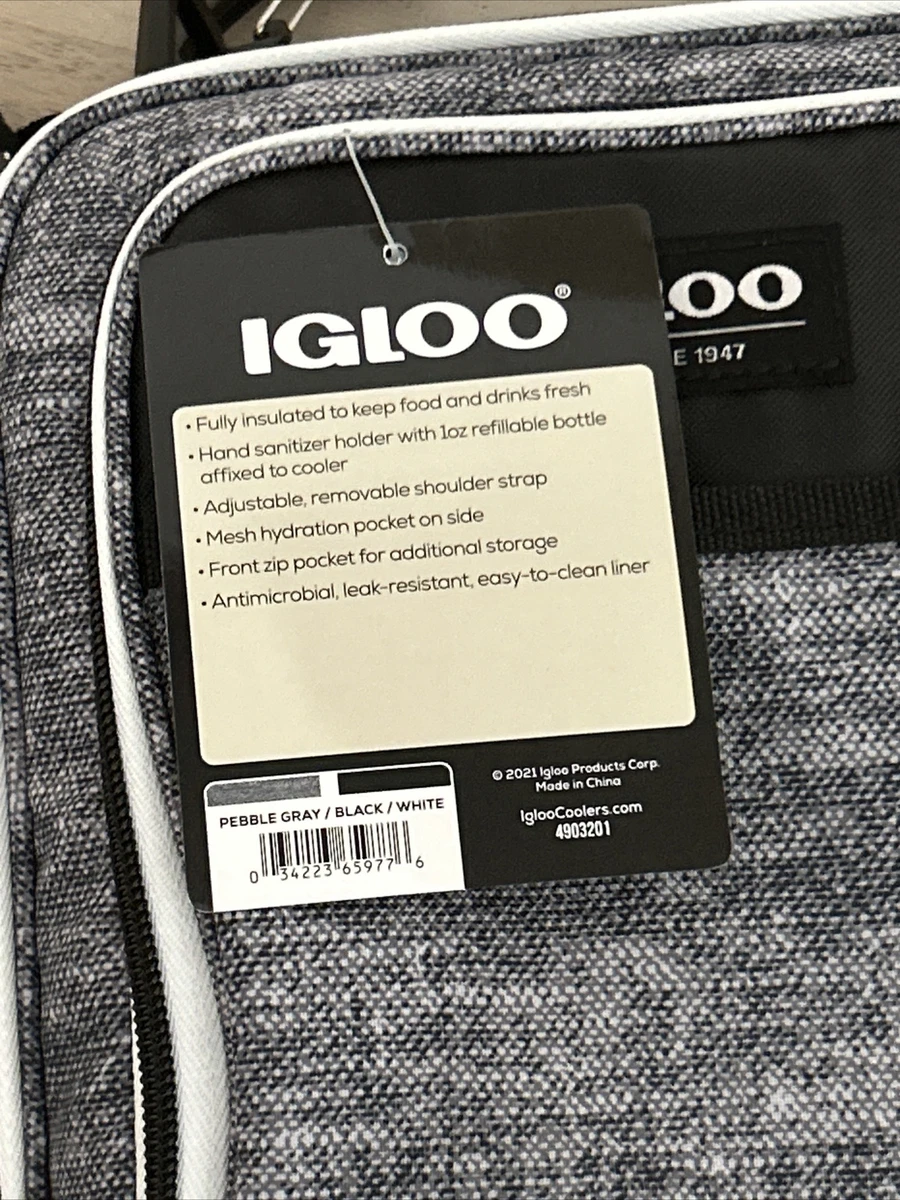 IGLOO®
OO
E 1947
• Fully insulated to keep food and drinks fresh
• Hand sanitizer holder with 1oz refillable bottle
affixed to cooler
• Adjustable, removable shoulder strap
• Mesh hydration pocket on side
• Front zip pocket for additional storage
• Antimicrobial, leak-resistant, easy-to-clean liner
PEBBLE GRAY / BLACK / WHITE
0 34223 65977 6
© 2021 Igloo Products Corp.
Made in China
IglooCoolers.com
4903201